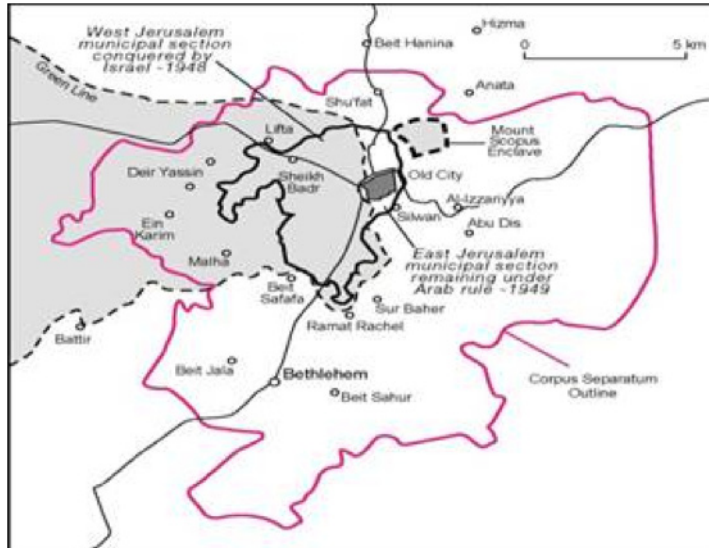 Hizma
West Jerusalem
municipal section
conquered by
Israel -1948
Beit Hanina
0
5 km
Green Line
Shu'fat
Anata
Lifta
Mount
Scopus
Enclave
Deir Yassin
Sheikh
Badr
Old City
Al-Izzariyya
Ein
Karim
Silwan
Abu Dis
Malha
East Jerusalem
municipal section
remaining under
Arab rule -1949
Beit
Safafa
Sur Baher
Ramat Rachel
Battir
Beit Jala
Bethlehem
Beit Sahur
Corpus Separatum
Outline